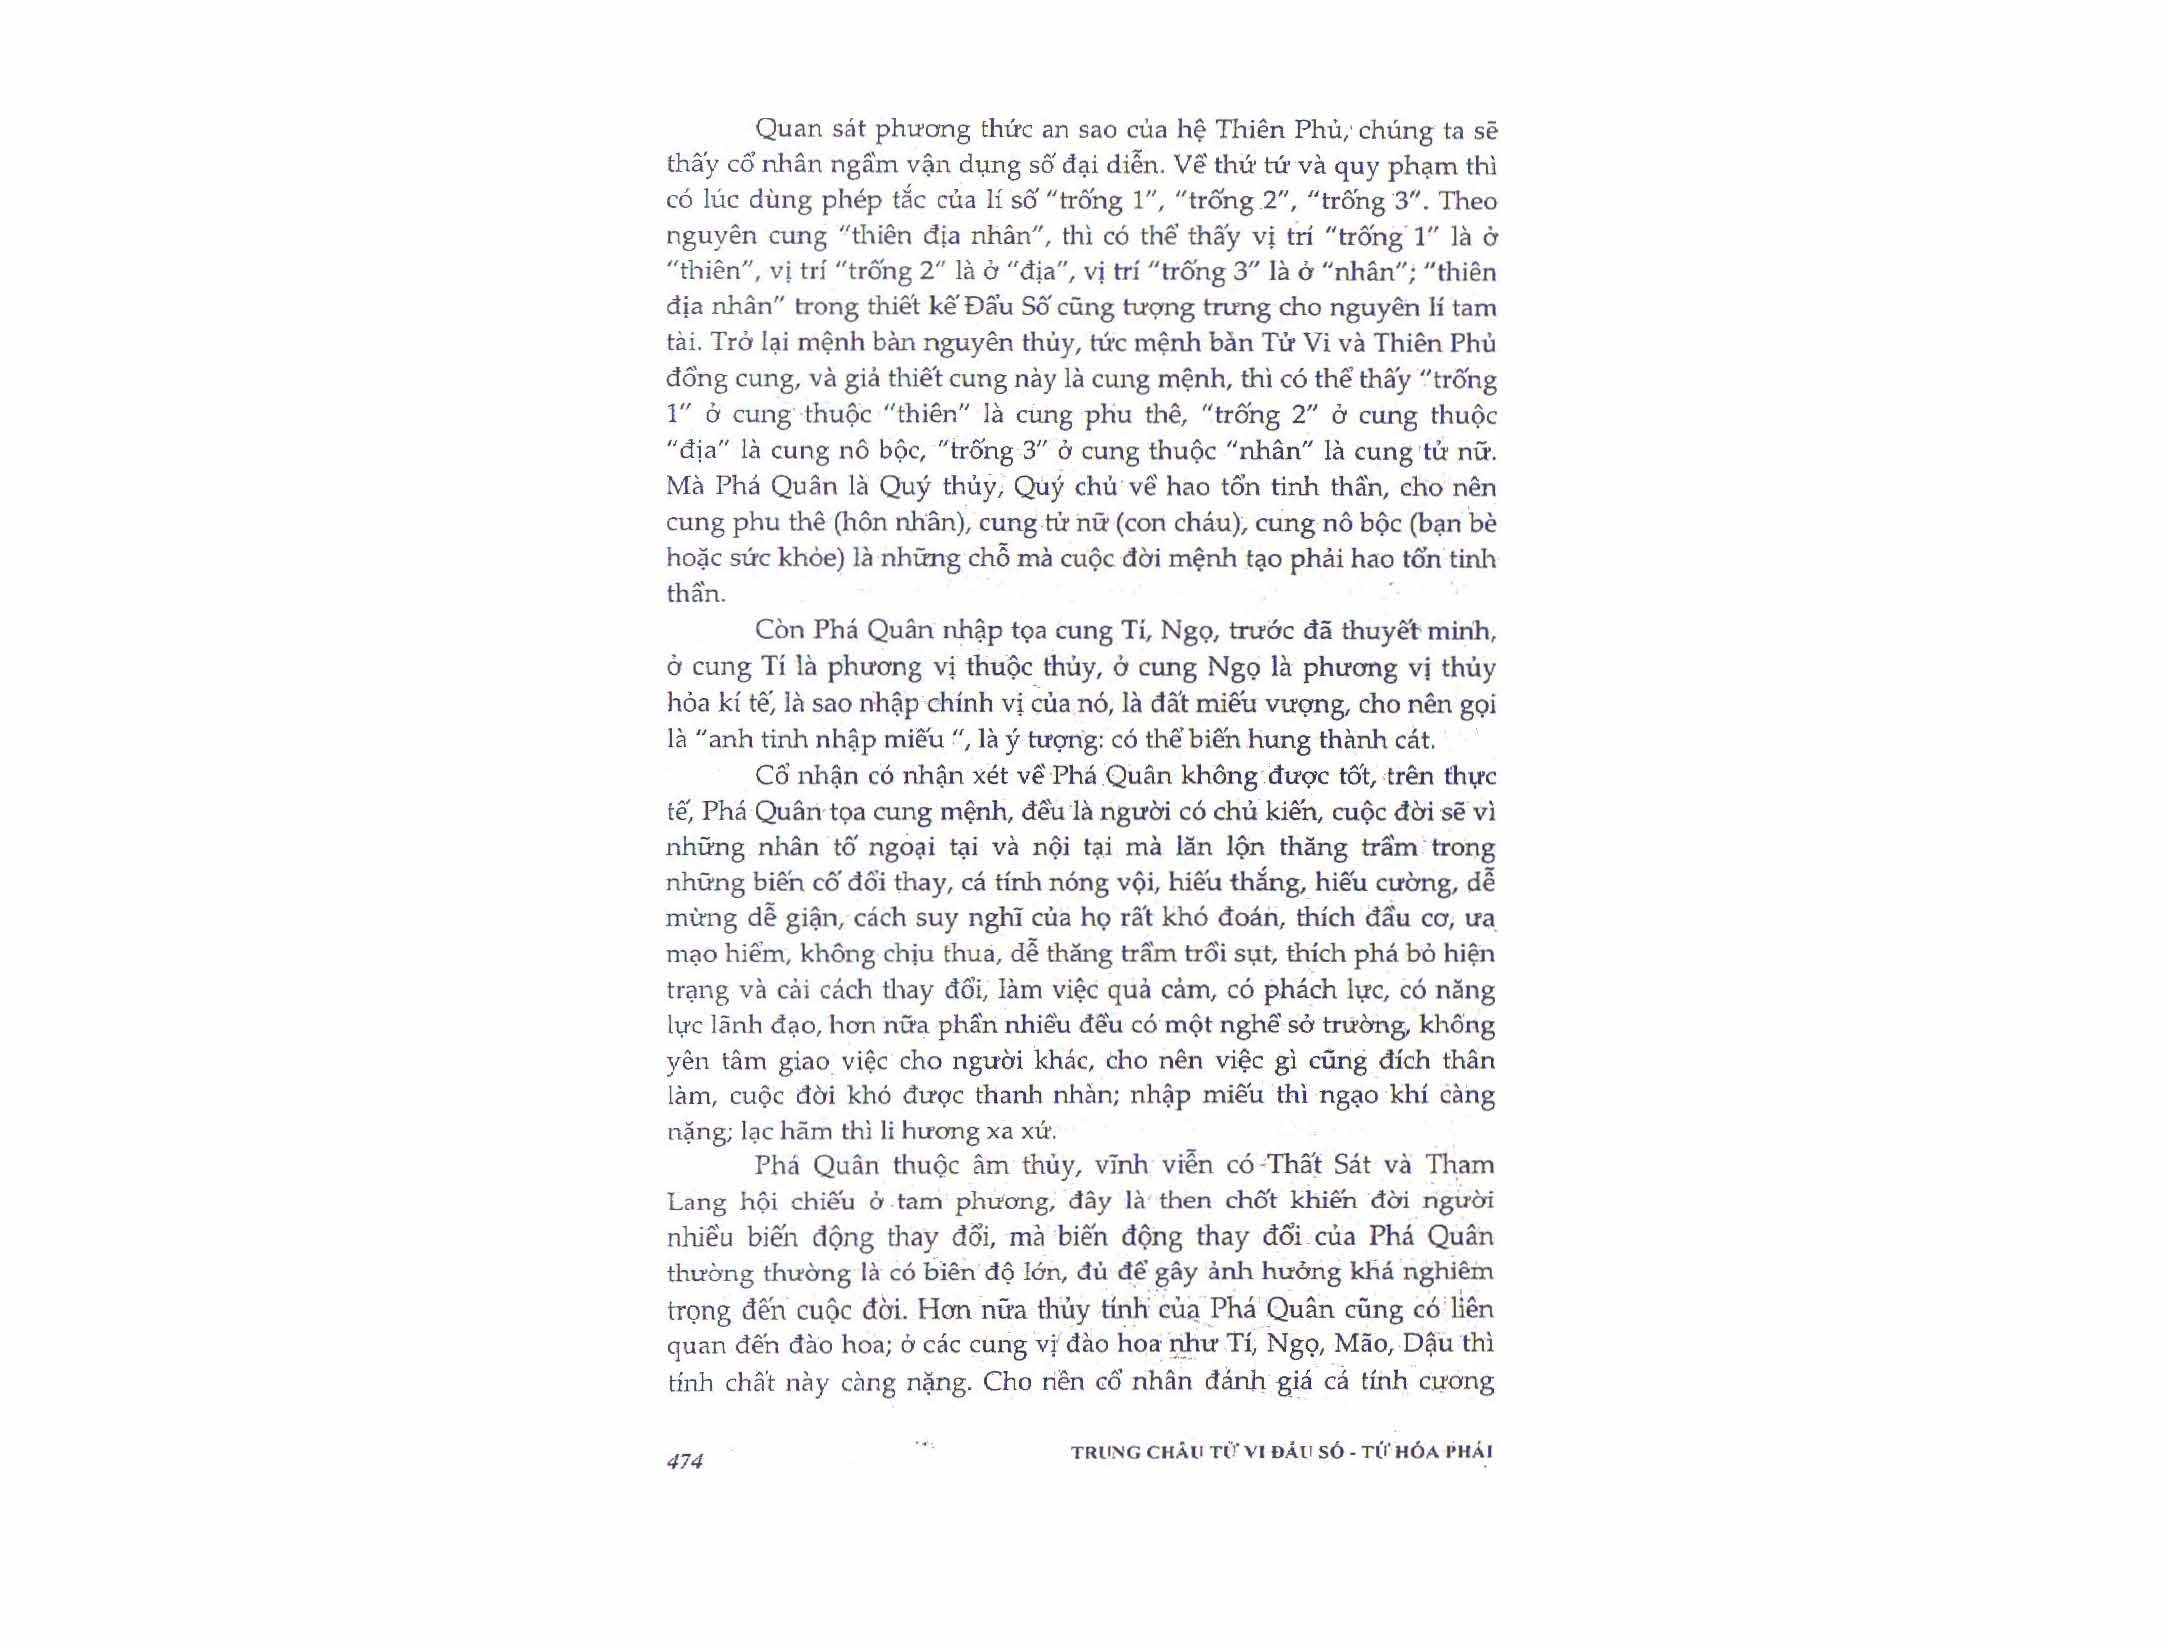 Quan sát phương thức an sao của hệ Thiên Phủ, chúng ta sẽ
thấy cổ nhân ngầm vận dụng số đại diễn. Về thứ tứ và quy phạm thì
có lúc dùng phép tắc của lí số "trống 1", "trống 2", "trống 3". Theo
nguyên cung "thiên địa nhân", thì có thể thấy vị trí "trống 1" là ở
"thiên", vị trí "trống 2" là ở "địa", vị trí "trống 3" là ở "nhân"; "thiên
địa nhân" trong thiết kế Đẩu Số cũng tượng trưng cho nguyên lí tam
tài. Trở lại mệnh bàn nguyên thủy, tức mệnh bàn Tử Vi và Thiên Phủ
đồng cung, và giả thiết cung này là cung mệnh, thì có thể thấy "trống
1" ở cung thuộc "thiên" là cung phu thê, "trống 2" ở cung thuộc
"địa" là cung nô bộc, "trống 3" ở cung thuộc "nhân" là cung tử nữ.
Mà Phá Quân là Quý thủy, Quý chủ về hao tổn tinh thần, cho nên
cung phu thê (hôn nhân), cung tử nữ (con cháu), cung nô bộc (bạn bè
hoặc sức khỏe) là những chỗ mà cuộc đời mệnh tạo phải hao tổn tinh
thần.
Còn Phá Quân nhập tọa cung Tí, Ngọ, trước đã thuyết minh,
ở cung Tí là phương vị thuộc thủy, ở cung Ngọ là phương vị thủy
hỏa kí tế, là sao nhập chính vị của nó, là đất miếu vượng, cho nên gọi
là "anh tinh nhập miếu ", là ý tượng: có thể biến hung thành cát.
Cổ nhận có nhận xét về Phá Quân không được tốt, trên thực
tế, Phá Quân tọa cung mệnh, đều là người có chủ kiến, cuộc đời sẽ vì
những nhân tố ngoại tại và nội tại mà lăn lộn thăng trầm trong
những biến cố đổi thay, cá tính nóng vội, hiếu thắng, hiếu cường, dễ
mừng dễ giận, cách suy nghĩ của họ rất khó đoán, thích đầu cơ, ưa
mạo hiểm, không chịu thua, dễ thăng trầm trồi sụt, thích phá bỏ hiện
trạng và cải cách thay đổi, làm việc quả cảm, có phách lực, có năng
lực lãnh đạo, hơn nữa phần nhiều đều có một nghề sở trường, không
yên tâm giao việc cho người khác, cho nên việc gì cũng đích thân
làm, cuộc đời khó được thanh nhàn; nhập miếu thì ngạo khí càng
nặng; lạc hãm thì li hương xa xứ.
Phá Quân thuộc âm thủy, vĩnh viễn có Thất Sát và Tham
Lang hội chiếu ở tam phương, đây là then chốt khiến đời người
nhiều biến động thay đổi, mà biến động thay đổi của Phá Quân
thường thường là có biên độ lớn, đủ để gây ảnh hưởng khá nghiêm
trọng đến cuộc đời. Hơn nữa thủy tính của Phá Quân cũng có liên
quan đến đào hoa; ở các cung vị đào hoa như Tí, Ngọ, Mão, Dậu thì
tính chất này càng nặng. Cho nên cổ nhân đánh giá cá tính cương
474
TRUNG CHÂU TỬ VI ĐẨU SỐ - TỨ HÓA PHÁI